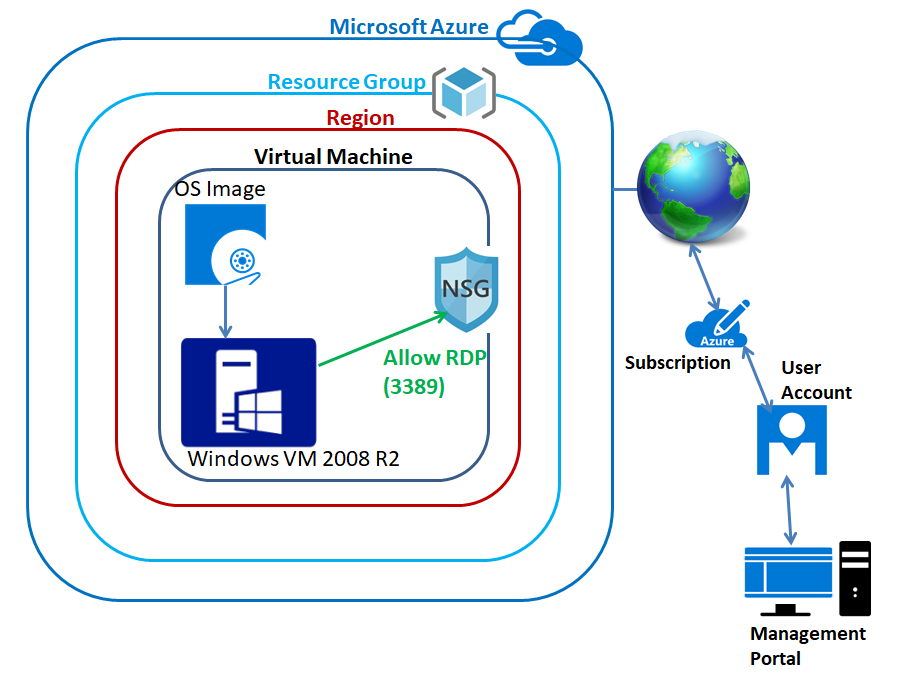 Microsoft Azure
Resource Group
Region
Virtual Machine
OS Image
NSG
Allow RDP
(3389)
Windows VM 2008 R2
Azure
Subscription
User
Account
Management
Portal